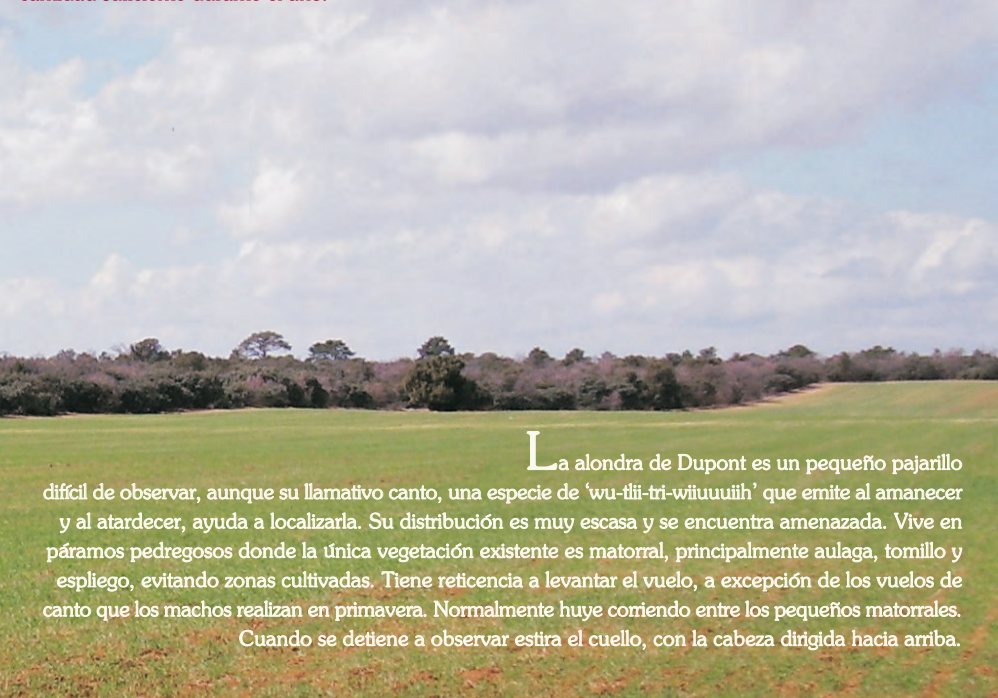 La alondra de Dupont es un pequeño pajarillo
difícil de observar, aunque su llamativo canto, una especie de ‘wu-tlii-tri-wiiuuuiih’ que emite al amanecer
y al atardecer, ayuda a localizarla. Su distribución es muy escasa y se encuentra amenazada. Vive en
páramos pedregosos donde la única vegetación existente es matorral, principalmente aulaga, tomillo y
espliego, evitando zonas cultivadas. Tiene reticencia a levantar el vuelo, a excepción de los vuelos de
canto que los machos realizan en primavera. Normalmente huye corriendo entre los pequeños matorrales.
Cuando se detiene a observar estira el cuello, con la cabeza dirigida hacia arriba.